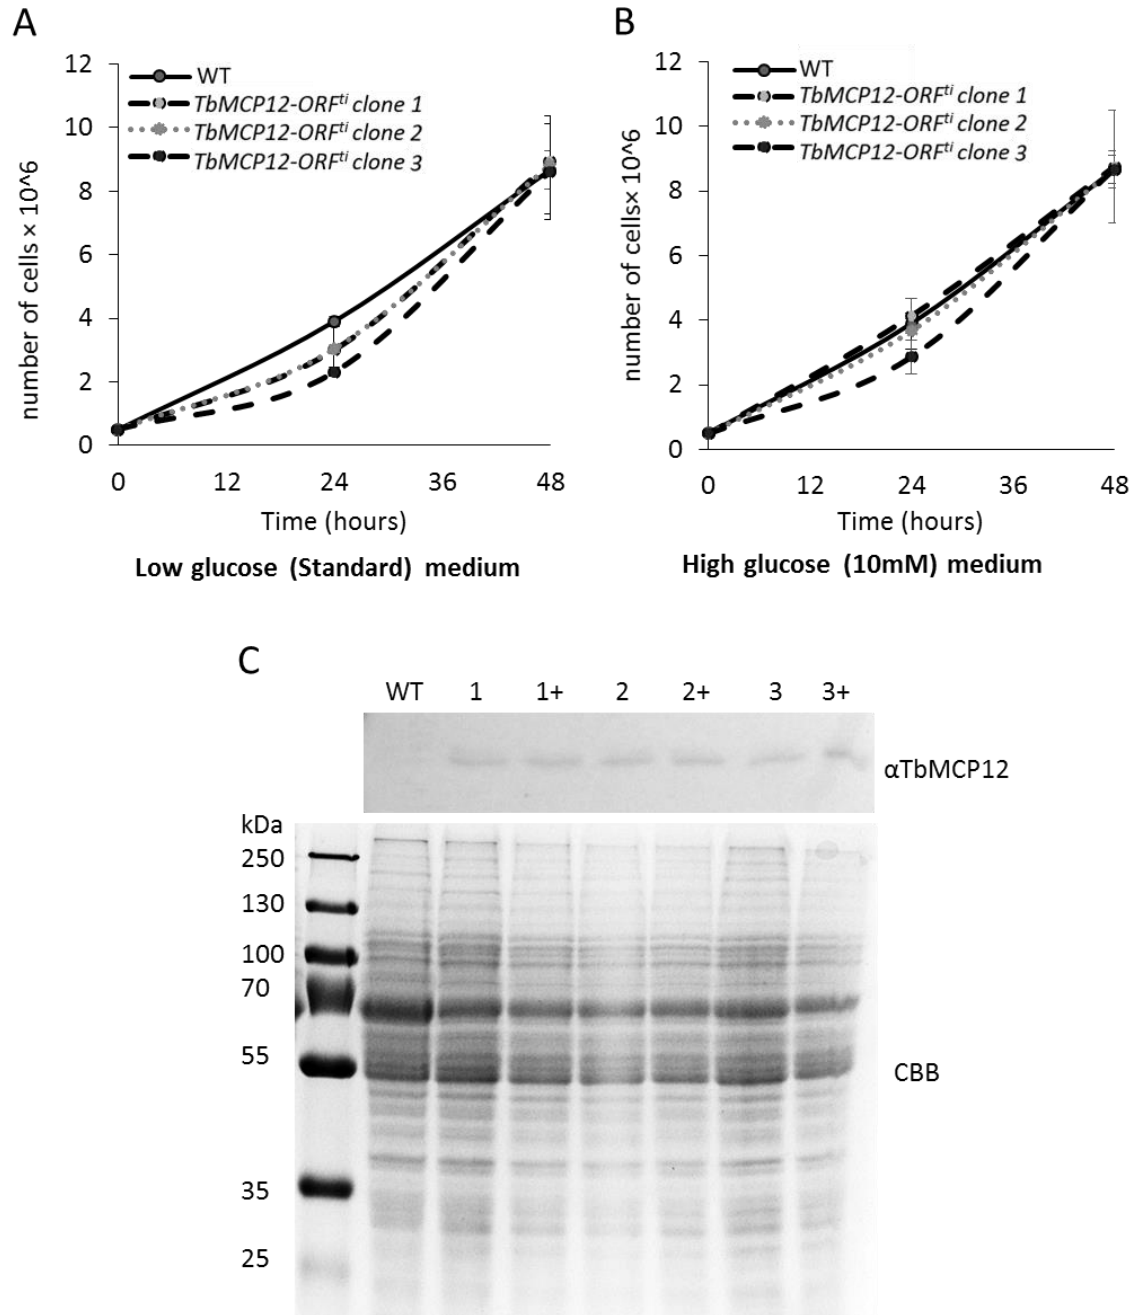 A
12
10
8
6
4
2
0
number of cells × 10^6
WT
TbMCP12-ORFᵗⁱ clone 1
TbMCP12-ORFᵗⁱ clone 2
TbMCP12-ORFᵗⁱ clone 3
0 12 24 36 48
Time (hours)
Low glucose (Standard) medium
B
12
10
8
6
4
2
0
number of cells× 10^6
WT
TbMCP12-ORFᵗⁱ clone 1
TbMCP12-ORFᵗⁱ clone 2
TbMCP12-ORFᵗⁱ clone 3
0 12 24 36 48
Time (hours)
High glucose (10mM) medium
C
WT 1 1+ 2 2+ 3 3+
αTbMCP12
kDa
250
130
100
70
55
35
25
CBB